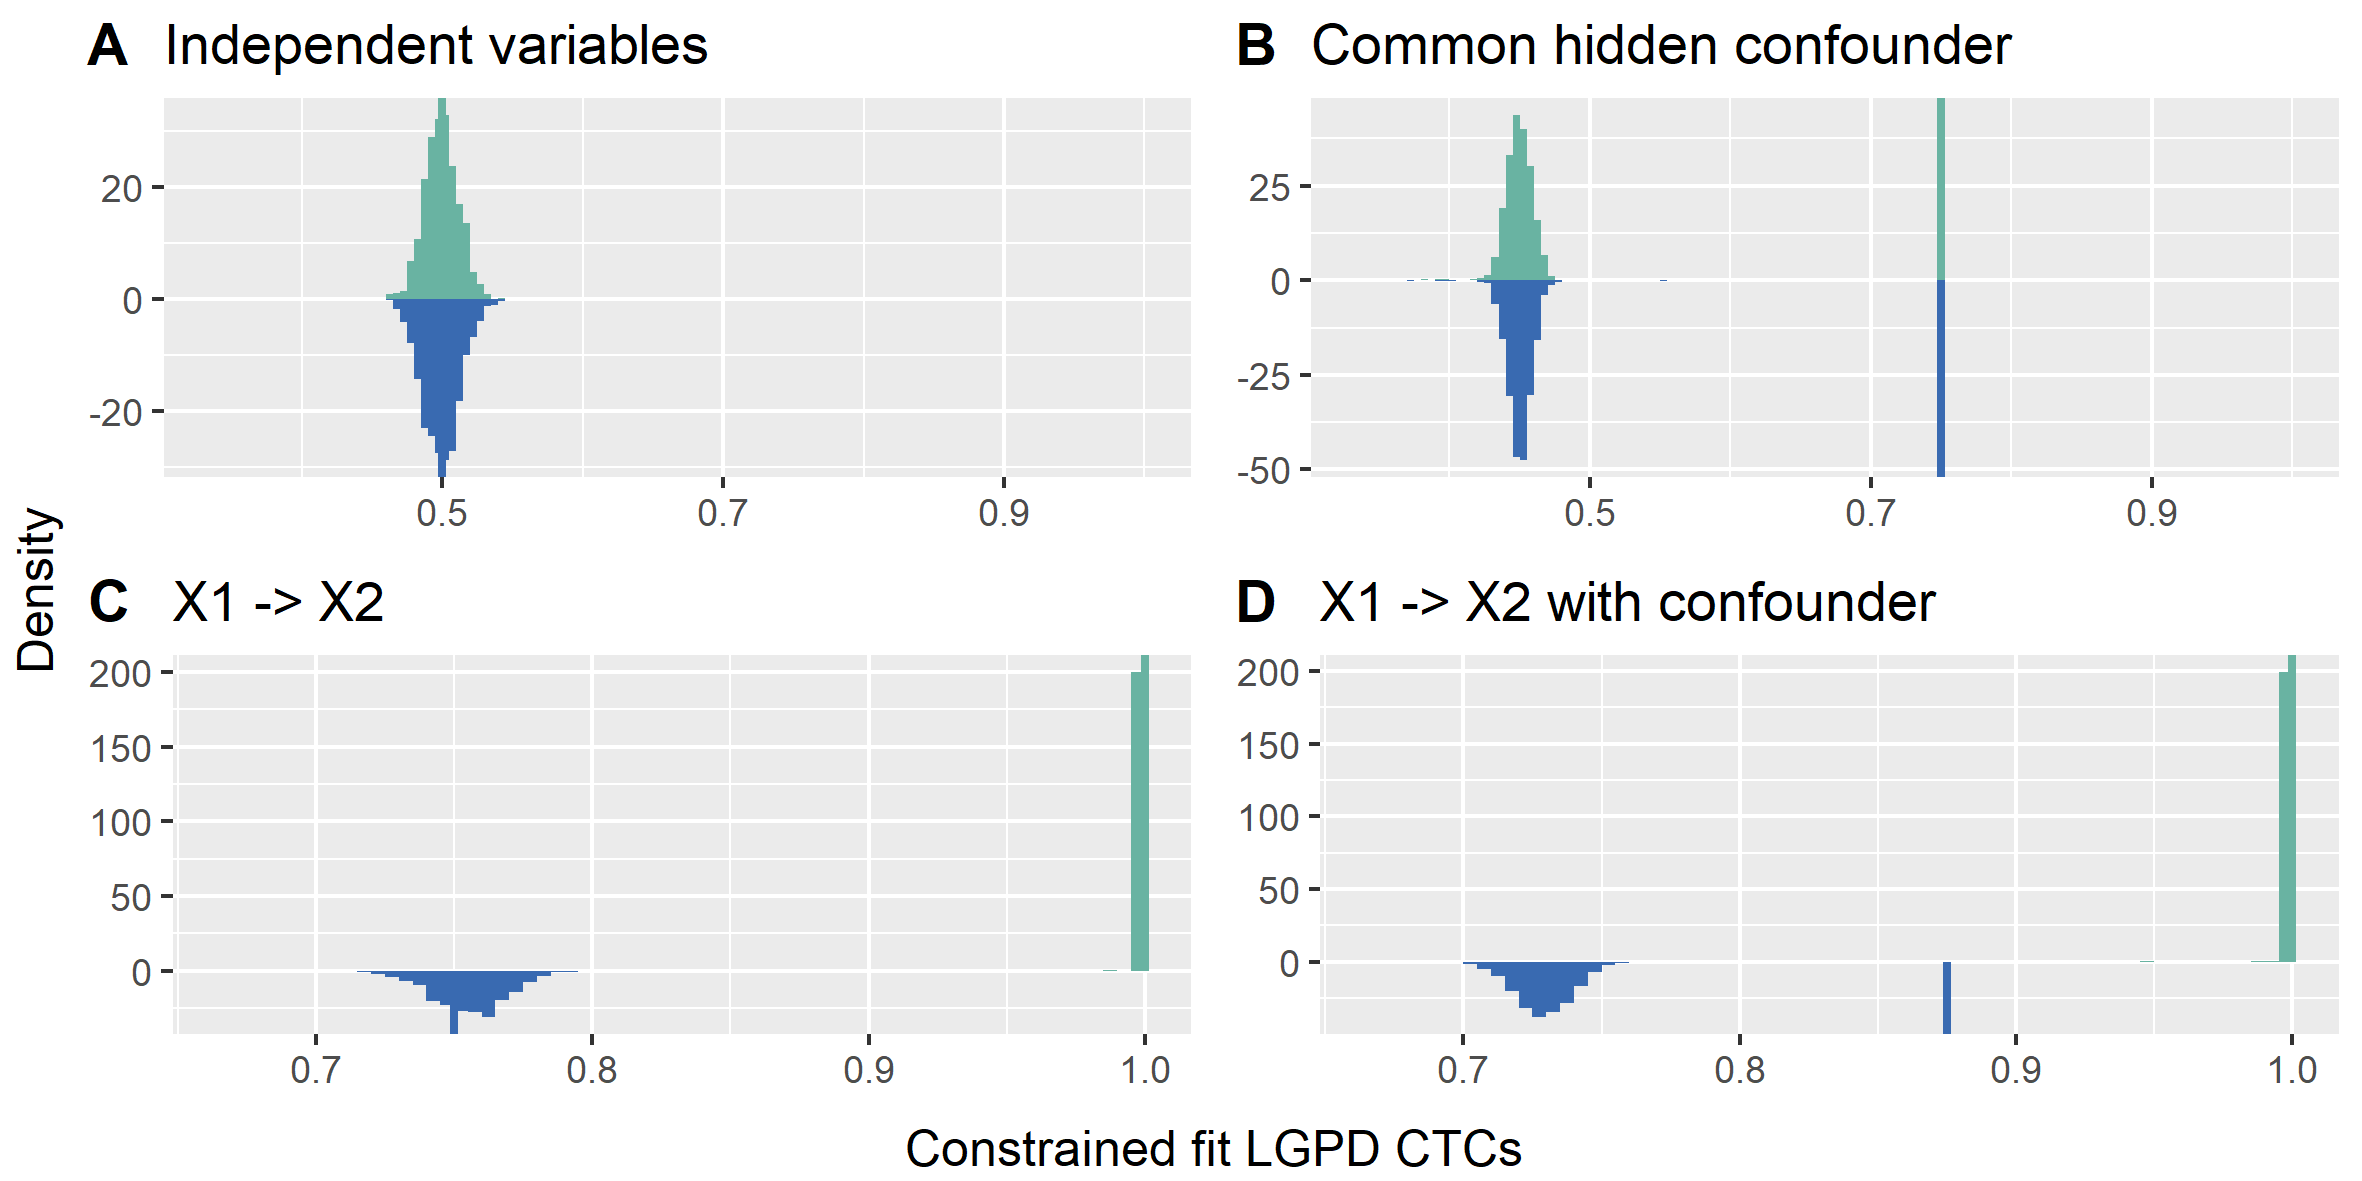 A Independent variables
20
0
-20
0.5 0.7 0.9
B Common hidden confounder
25
0
-25
-50
0.5 0.7 0.9
Density
C X1 -> X2
200
150
100
50
0
0.7 0.8 0.9 1.0
D X1 -> X2 with confounder
200
150
100
50
0
0.7 0.8 0.9 1.0
Constrained fit LGPD CTCs